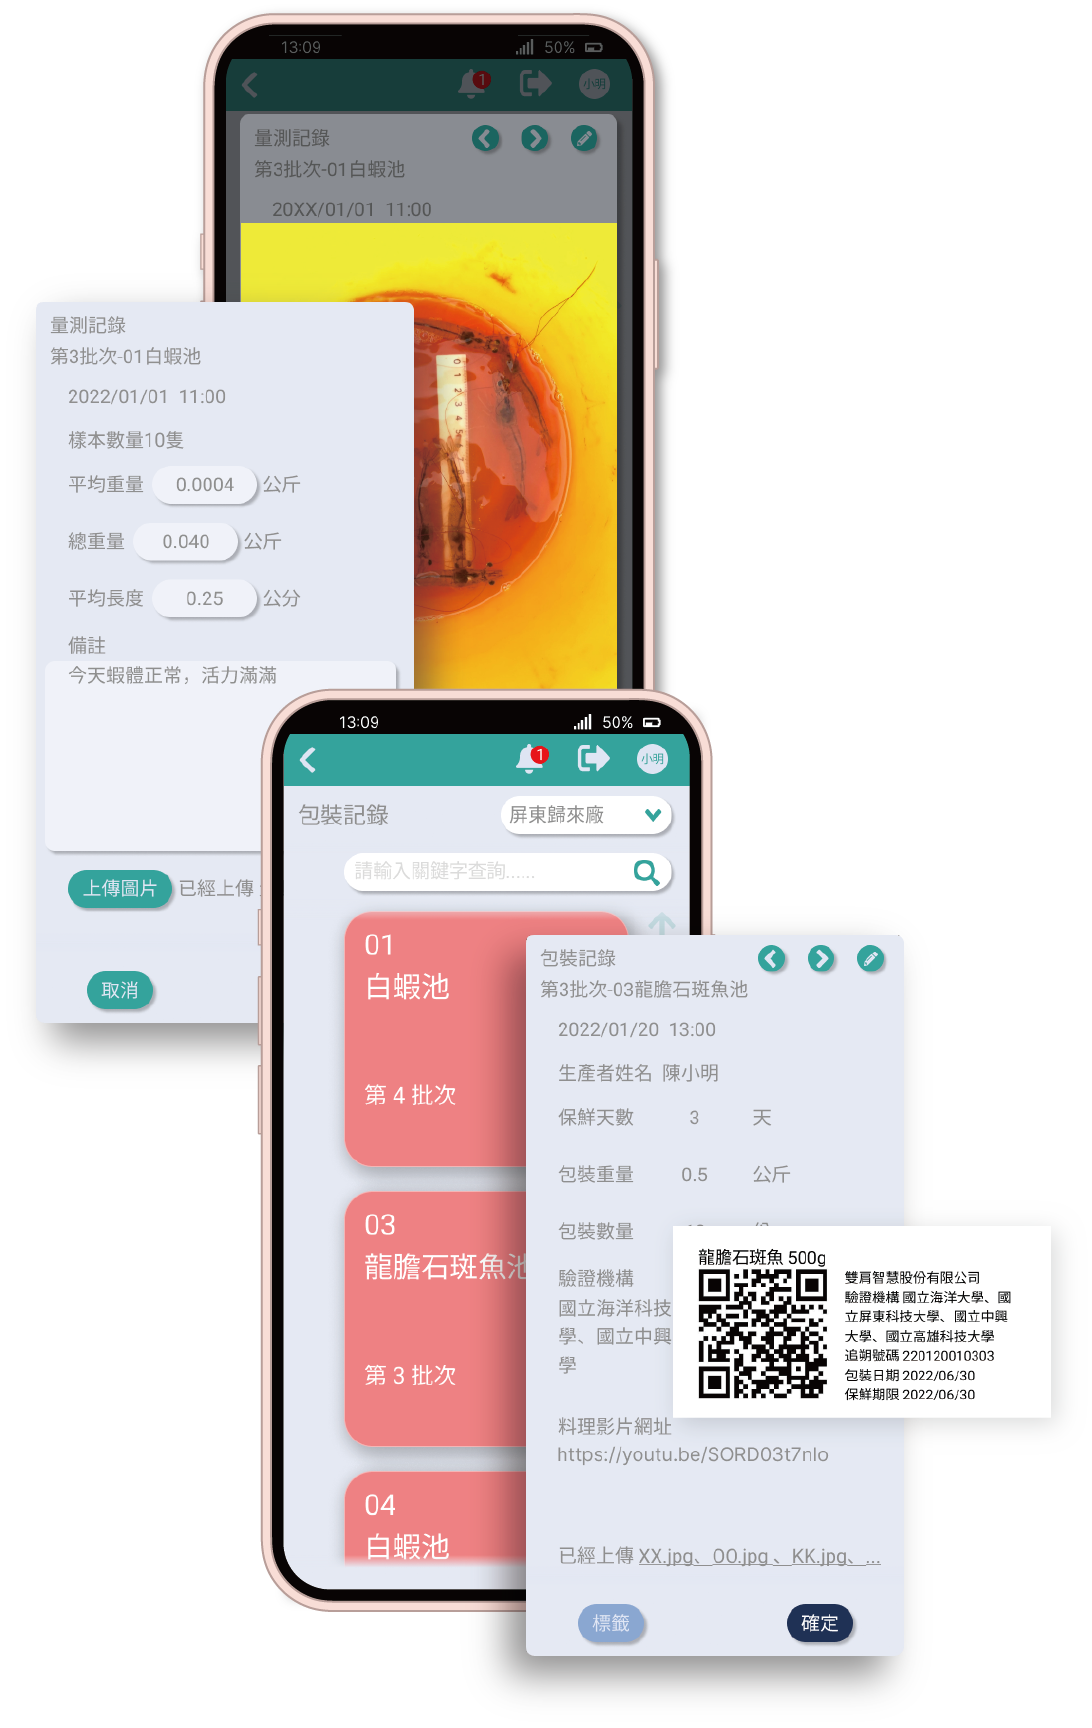 13:09
50%
1
小明
量測記錄
第3批次-01白蝦池
20XX/01/01 11:00
0 1 2 3 4 5
量測記錄
第3批次-01白蝦池
2022/01/01 11:00
樣本數量10隻
平均重量 0.0004 公斤
總重量 0.040 公斤
平均長度 0.25 公分
備註
今天蝦體正常，活力滿滿
上傳圖片 已經上傳
取消
13:09
50%
1
小明
包裝記錄
屏東歸來廠
請輸入關鍵字查詢......
01
白蝦池
第 4 批次
03
龍膽石斑魚池
第 3 批次
04
白蝦池
包裝記錄
第3批次-03龍膽石斑魚池
2022/01/20 13:00
生產者姓名 陳小明
保鮮天數 3 天
包裝重量 0.5 公斤
包裝數量
驗證機構
國立海洋科技
學、國立中興
學
料理影片網址
https://youtu.be/SORD03t7nlo
已經上傳 XX.jpg、OO.jpg 、KK.jpg、...
標籤
確定
龍膽石斑魚 500g
雙肩智慧股份有限公司
驗證機構 國立海洋大學、國
立屏東科技大學、國立中興
大學、國立高雄科技大學
追朔號碼 220120010303
包裝日期 2022/06/30
保鮮期限 2022/06/30